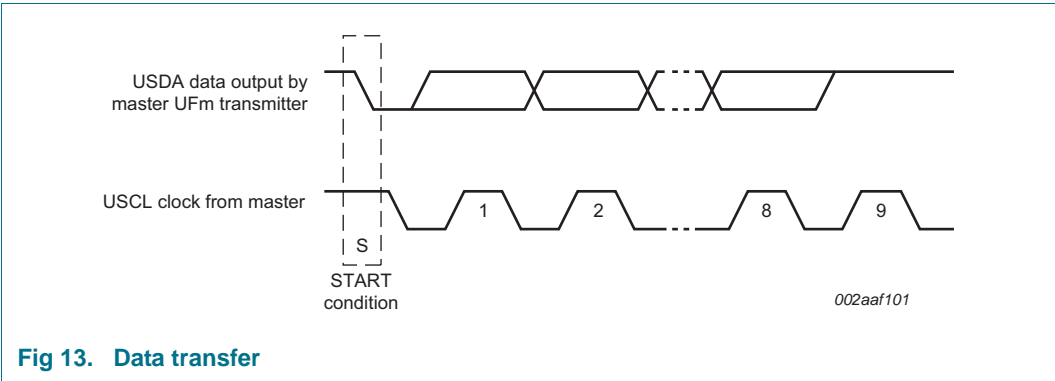 USDA data output by
master UFm transmitter
USCL clock from master
1
2
8
9
S
START
condition
002aaf101
Fig 13. Data transfer